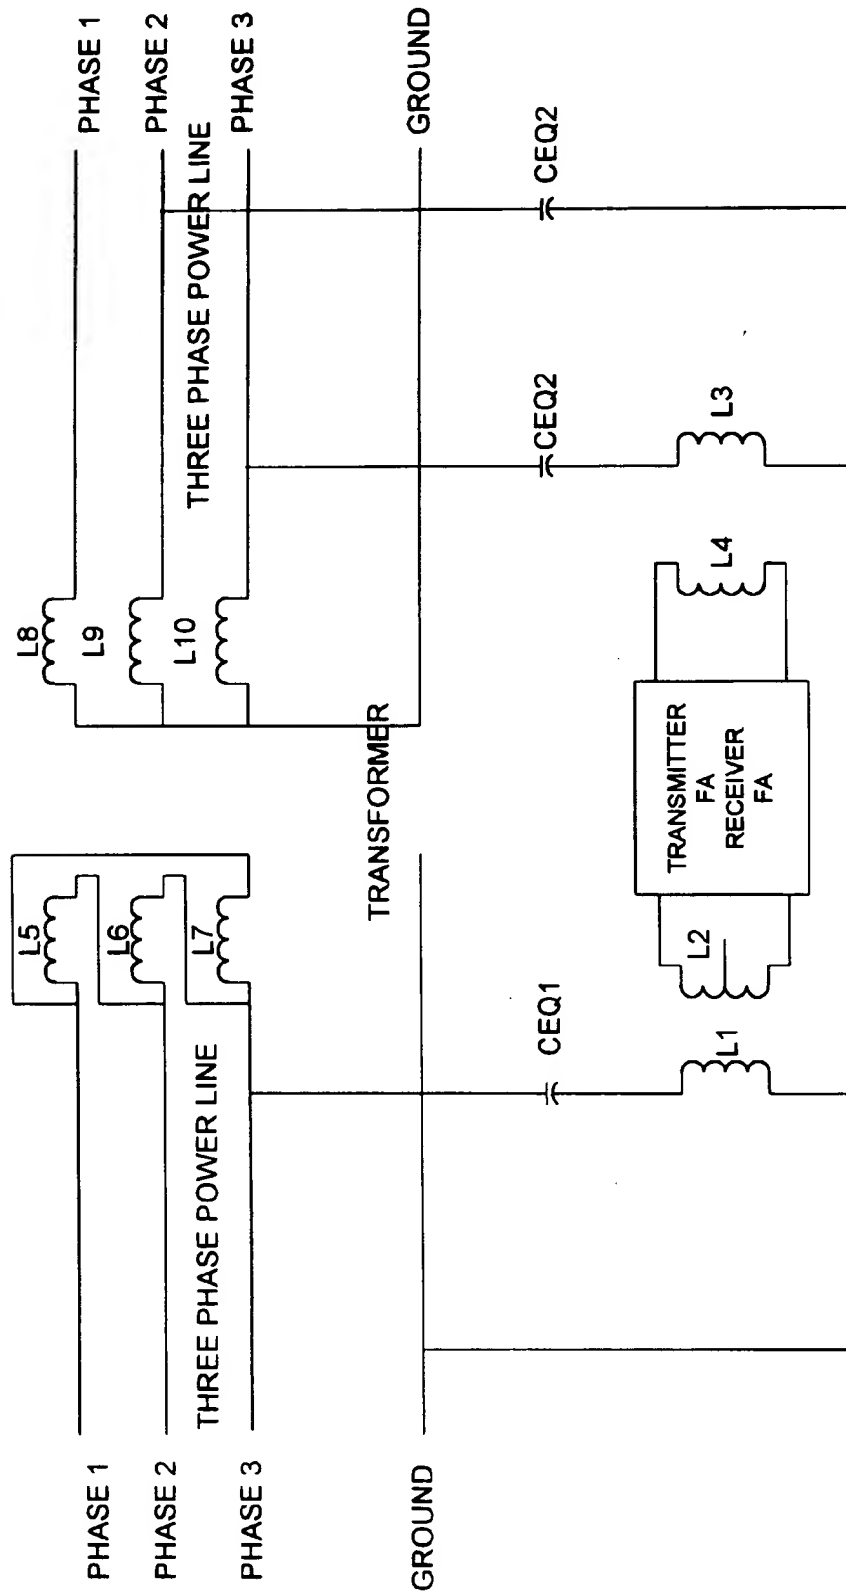 PHASE 1
PHASE 2
PHASE 3
GROUND
THREE PHASE POWER LINE
L5
L6
L7
L8
L9
L10
THREE PHASE POWER LINE
PHASE 1
PHASE 2
PHASE 3
GROUND
TRANSFORMER
CEQ1
CEQ2
CEQ2
L1
L2
TRANSMITTER
FA
RECEIVER
FA
L4
L3